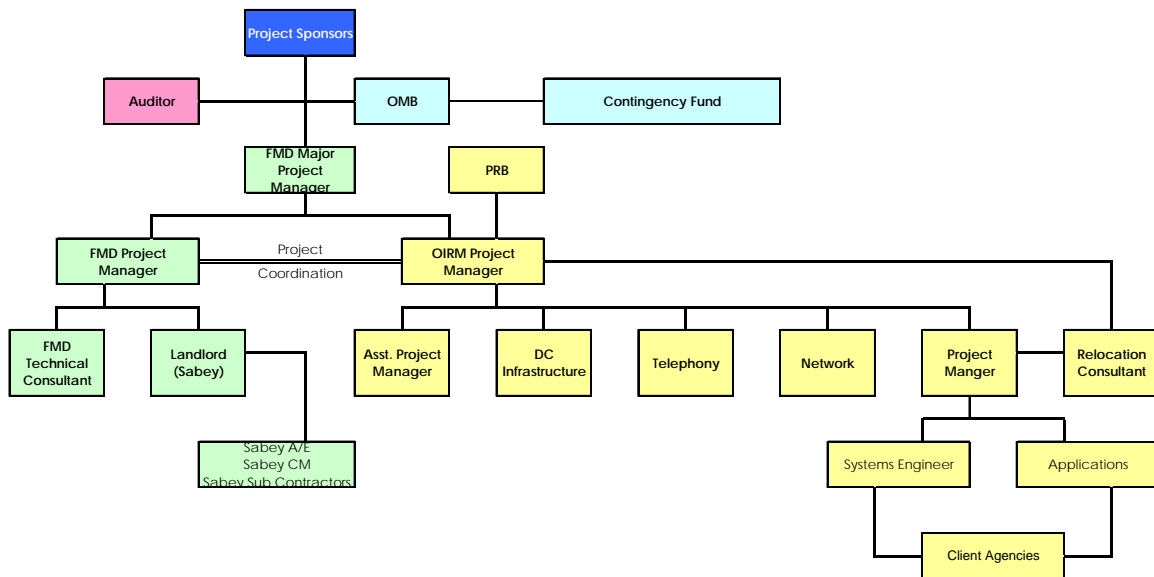 Project Sponsors
Auditor
OMB
Contingency Fund
FMD Major
Project
Manager
PRB
FMD Project
Manager
Project
Coordination
OIRM Project
Manager
FMD
Technical
Consultant
Landlord
(Sabey)
Asst. Project
Manager
DC
Infrastructure
Telephony
Network
Project
Manger
Relocation
Consultant
Sabey A/E
Sabey CM
Sabey Sub Contractors
Systems Engineer
Applications
Client Agencies